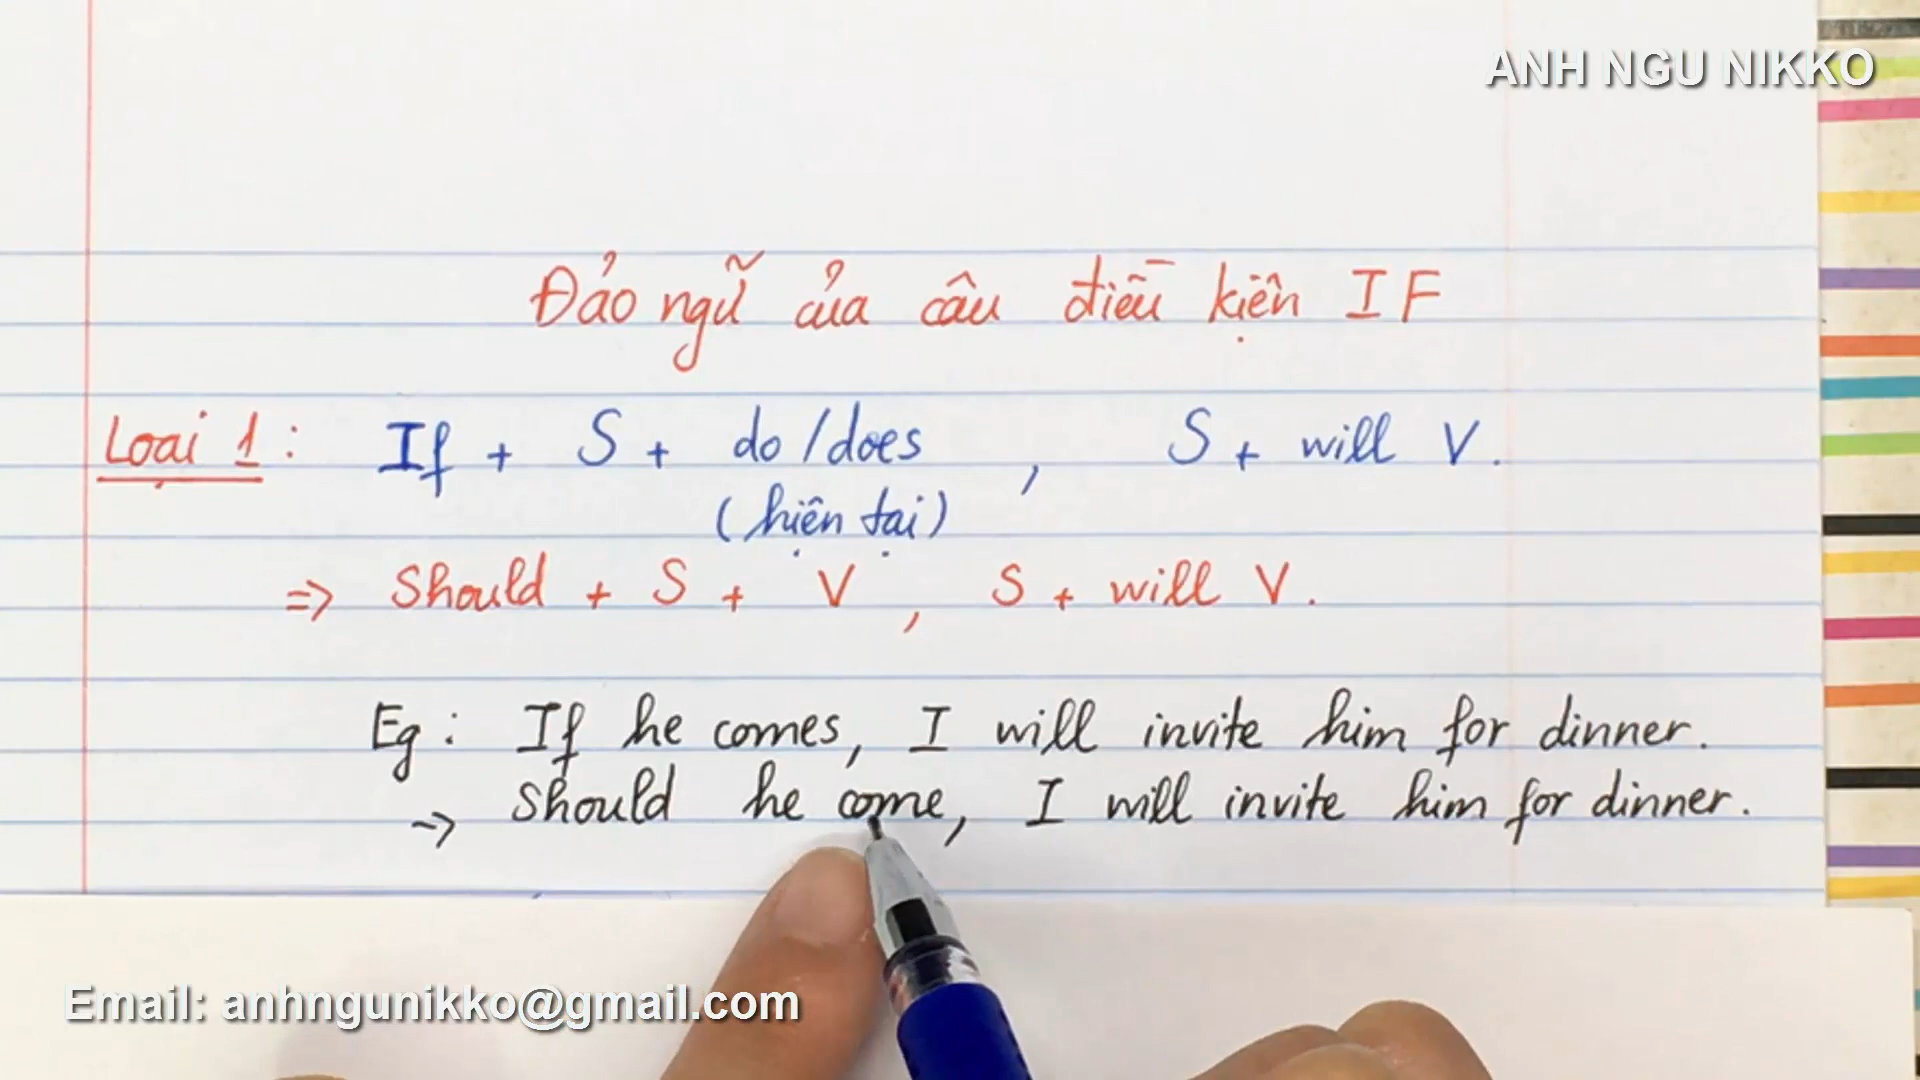 ANH NGU NIKKO
Đảo ngữ của câu điều kiện IF
Loại 1: If + S + do/does, S + will V.
(hiện tại)
=> Should + S + V, S + will V.
Eg: If he comes, I will invite him for dinner.
-> Should he come, I will invite him for dinner.
Email: anhngunikko@gmail.com